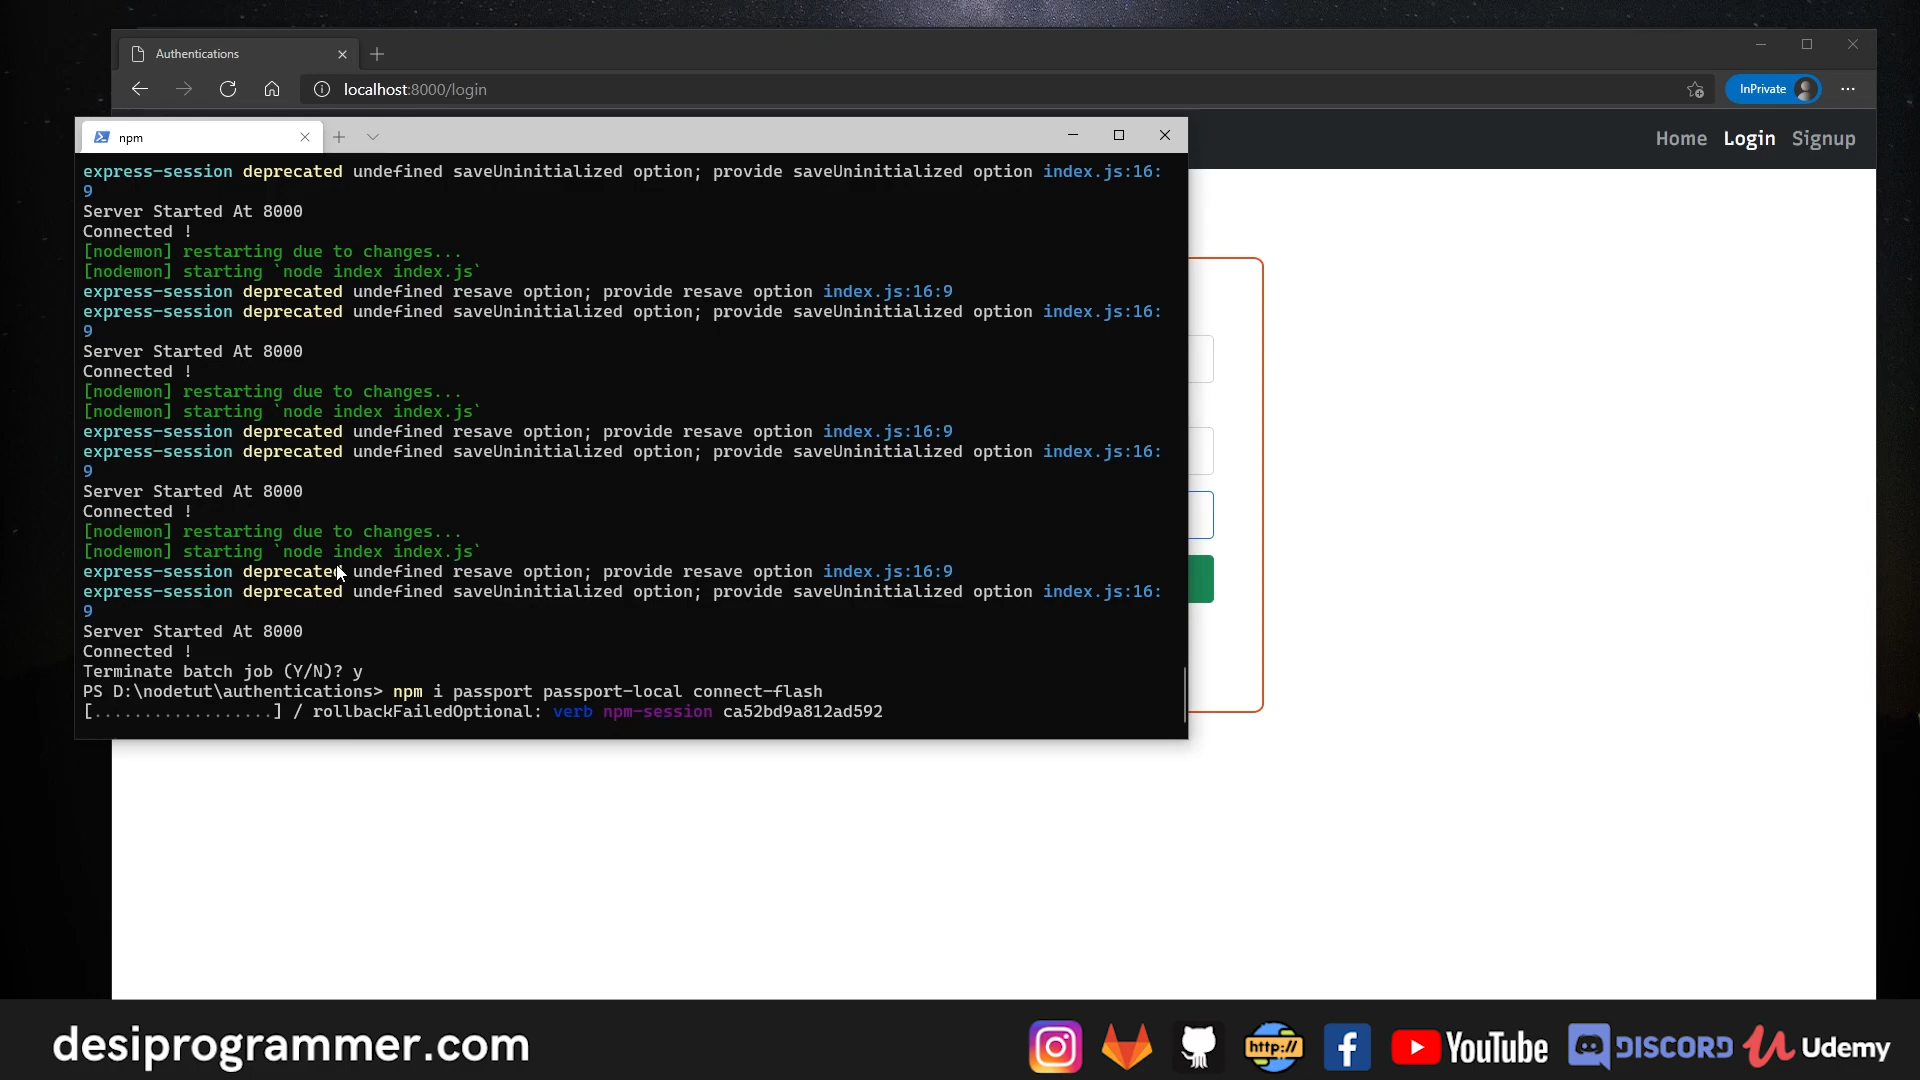 Authentications
localhost:8000/login
InPrivate
npm
Home Login Signup
express-session deprecated undefined saveUninitialized option; provide saveUninitialized option index.js:16:
9
Server Started At 8000
Connected !
[nodemon] restarting due to changes...
[nodemon] starting `node index index.js`
express-session deprecated undefined resave option; provide resave option index.js:16:9
express-session deprecated undefined saveUninitialized option; provide saveUninitialized option index.js:16:
9
Server Started At 8000
Connected !
[nodemon] restarting due to changes...
[nodemon] starting `node index index.js`
express-session deprecated undefined resave option; provide resave option index.js:16:9
express-session deprecated undefined saveUninitialized option; provide saveUninitialized option index.js:16:
9
Server Started At 8000
Connected !
[nodemon] restarting due to changes...
[nodemon] starting `node index index.js`
express-session deprecated undefined resave option; provide resave option index.js:16:9
express-session deprecated undefined saveUninitialized option; provide saveUninitialized option index.js:16:
9
Server Started At 8000
Connected !
Terminate batch job (Y/N)? y
PS D:\nodetut\authentications> npm i passport passport-local connect-flash
[..................] / rollbackFailedOptional: verb npm-session ca52bd9a812ad592
desiprogrammer.com
http://
YouTube
DISCORD
Udemy